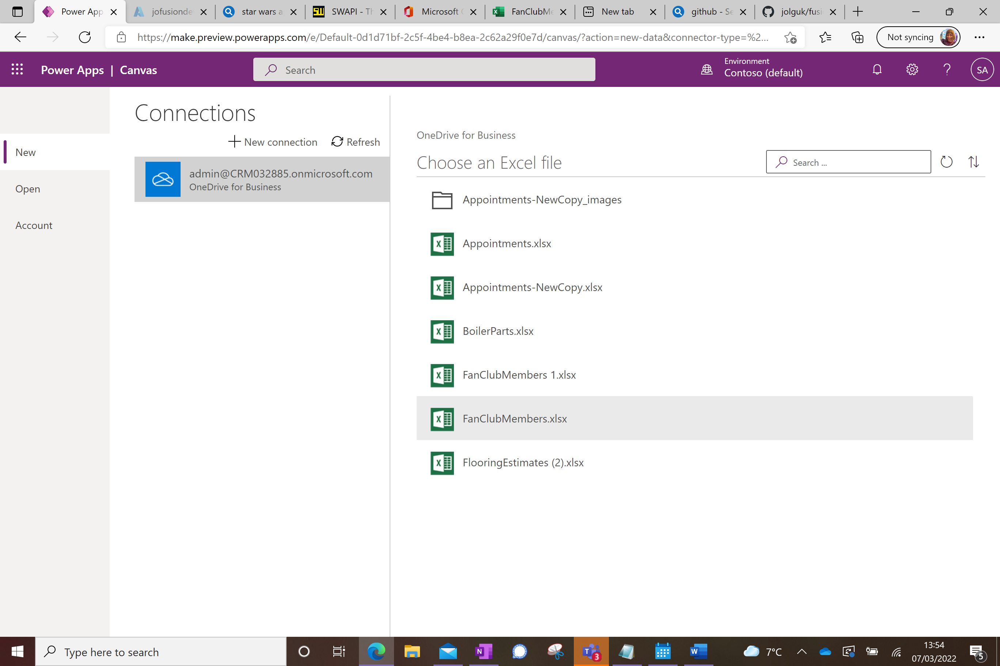 Power App
jofusionde
star wars a
SWAPI - Th
Microsoft
FanClubMe
New tab
github - Se
jolguk/fusi
https://make.preview.powerapps.com/e/Default-0d1d71bf-2c5f-4be4-b8ea-2c62a29f0e7d/canvas/?action=new-data&connector-type=%2...
Not syncing
Power Apps | Canvas
Search
Environment
Contoso (default)
SA
New
Open
Account
Connections
New connection
Refresh
admin@CRM032885.onmicrosoft.com
OneDrive for Business
OneDrive for Business
Choose an Excel file
Search ...
Appointments-NewCopy_images
Appointments.xlsx
Appointments-NewCopy.xlsx
BoilerParts.xlsx
FanClubMembers 1.xlsx
FanClubMembers.xlsx
FlooringEstimates (2).xlsx
Type here to search
N
T
3
W
7°C
13:54
07/03/2022
5